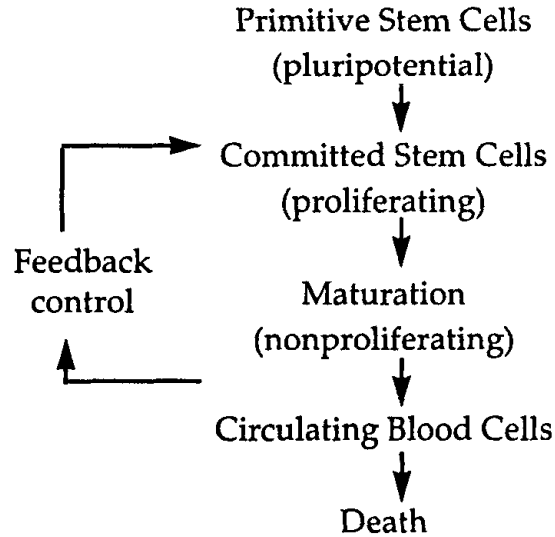 Primitive Stem Cells
(pluripotential)
Committed Stem Cells
(proliferating)
Feedback
control
Maturation
(nonproliferating)
Circulating Blood Cells
Death